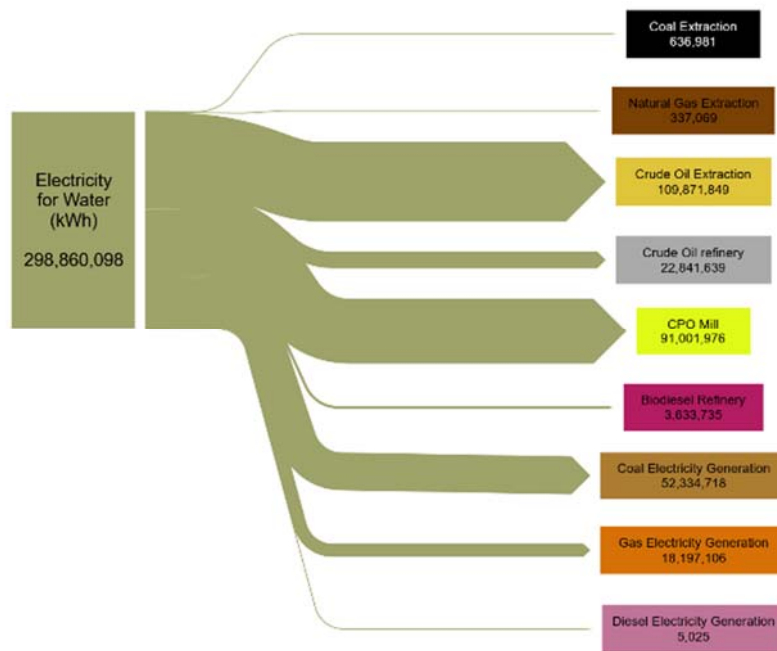 Coal Extraction
636,981
Natural Gas Extraction
337,069
Electricity
for Water
(kWh)
298,860,098
Crude Oil Extraction
109,871,849
Crude Oil refinery
22,841,639
CPO Mill
91,001,976
Biodiesel Refinery
3,633,735
Coal Electricity Generation
52,334,718
Gas Electricity Generation
18,197,106
Diesel Electricity Generation
5,025